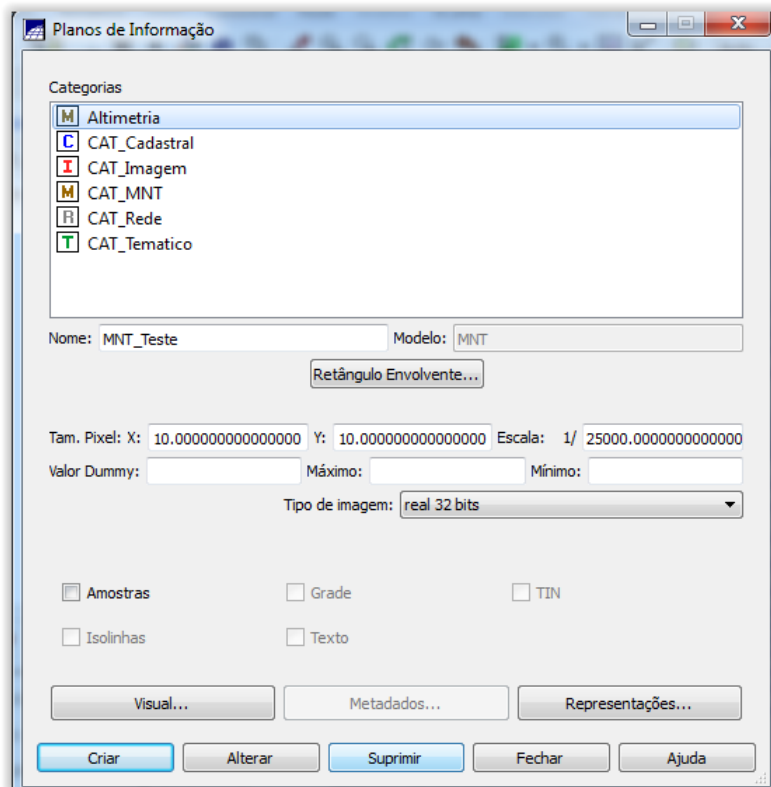 Planos de Informação
Categorias
M Altimetria
C CAT_Cadastral
I CAT_Imagem
M CAT_MNT
R CAT_Rede
T CAT_Tematico
Nome: MNT_Teste Modelo: MNT
Retângulo Envolvente...
Tam. Pixel: X: 10.000000000000000 Y: 10.000000000000000 Escala: 1/ 25000.0000000000000
Valor Dummy: Máximo: Mínimo:
Tipo de imagem: real 32 bits
Amostras Grade TIN
Isolinhas Texto
Visual... Metadados... Representações...
Criar Alterar Suprimir Fechar Ajuda